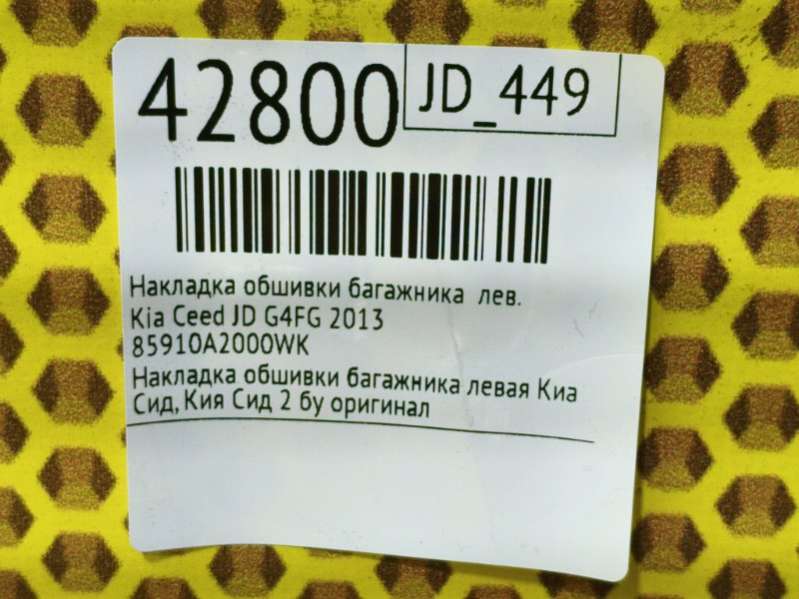 42800
JD_449
Накладка обшивки багажника лев.
Kia Ceed JD G4FG 2013
85910A2000WK
Накладка обшивки багажника левая Киа
Сид, Кия Сид 2 бу оригинал